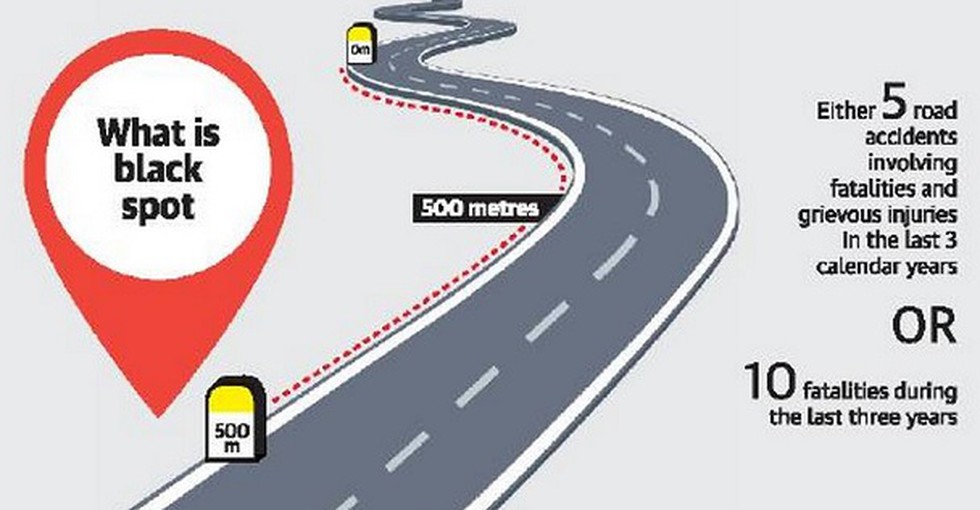 What is
black
spot
0m
500 metres
500
m
Either 5 road
accidents
involving
fatalities and
grievous injuries
In the last 3
calendar years
OR
10 fatalities during
the last three years